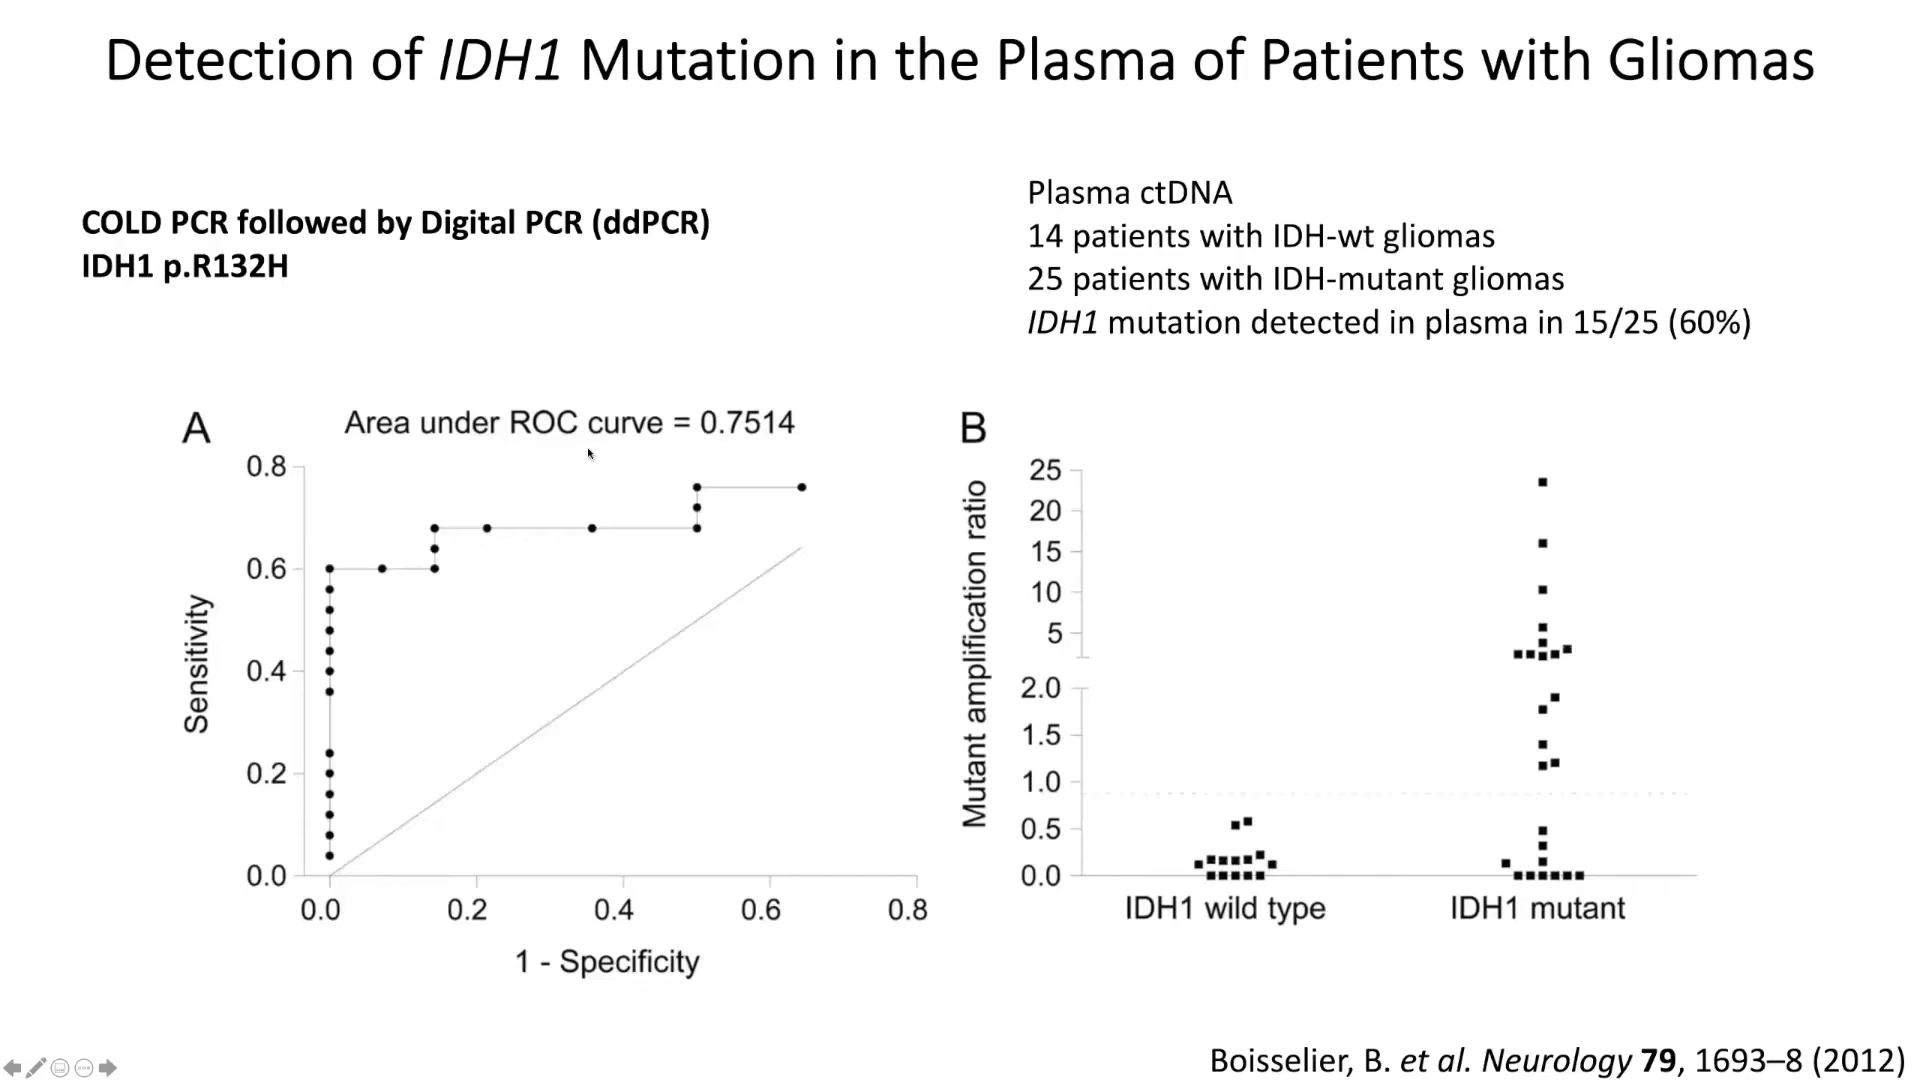 Detection of IDH1 Mutation in the Plasma of Patients with Gliomas
COLD PCR followed by Digital PCR (ddPCR)
IDH1 p.R132H
Plasma ctDNA
14 patients with IDH-wt gliomas
25 patients with IDH-mutant gliomas
IDH1 mutation detected in plasma in 15/25 (60%)
A
Area under ROC curve = 0.7514
0.8
0.6
0.4
0.2
0.0
Sensitivity
0.0 0.2 0.4 0.6 0.8
1 - Specificity
B
25
20
15
10
5
2.0
1.5
1.0
0.5
0.0
Mutant amplification ratio
IDH1 wild type IDH1 mutant
Boisselier, B. et al. Neurology 79, 1693–8 (2012)